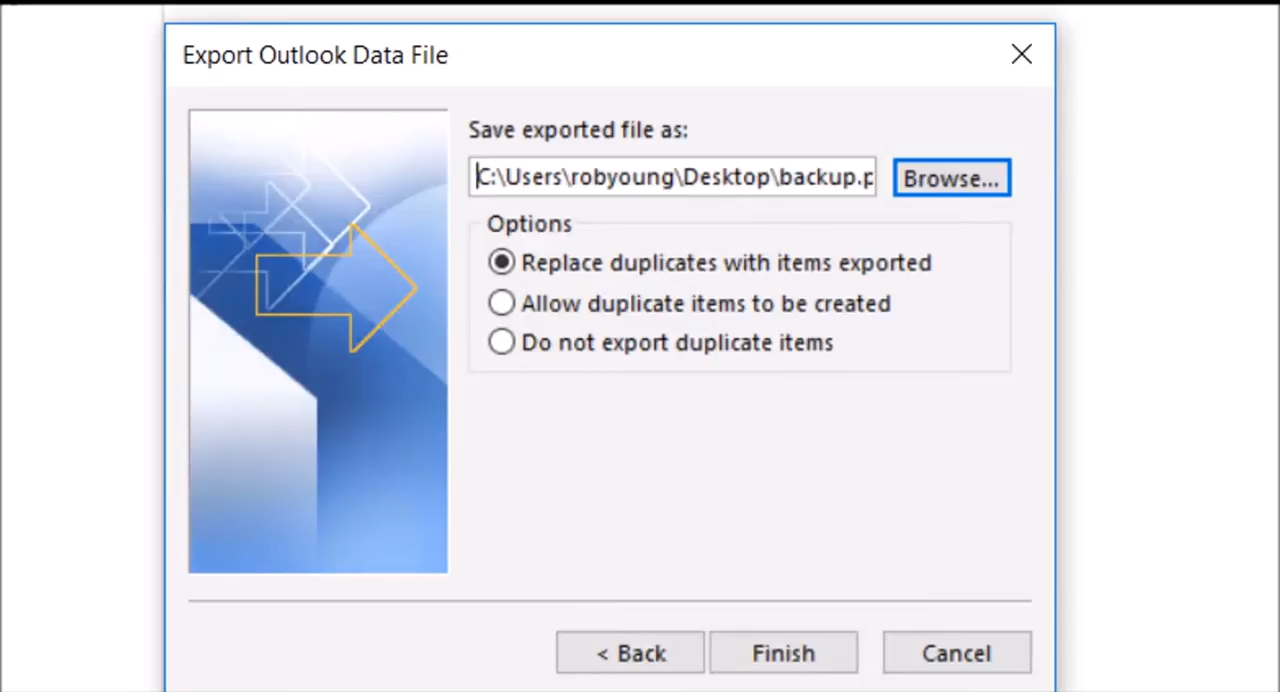 Export Outlook Data File
Save exported file as:
C:\Users\robyoung\Desktop\backup.p
Browse...
Options
Replace duplicates with items exported
Allow duplicate items to be created
Do not export duplicate items
< Back
Finish
Cancel